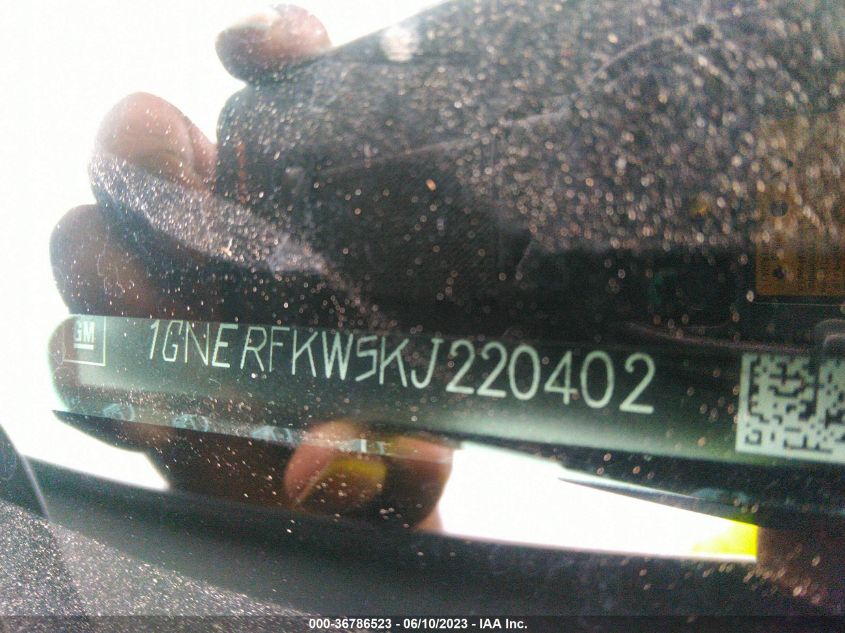 GM 1GNERFKW5KJ220402
000-36786523 - 06/10/2023 - IAA Inc.